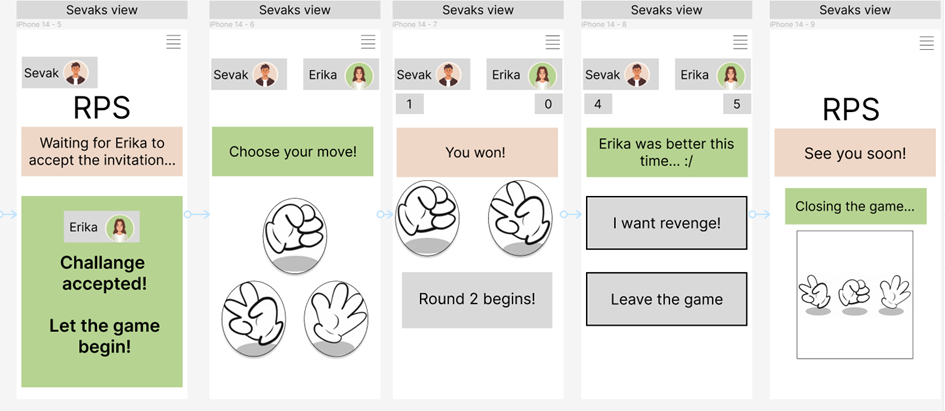 Sevaks view
iPhone 14 - 5
Sevak
RPS
Waiting for Erika to
accept the invitation...
Erika
Challange
accepted!
Let the game
begin!
Sevaks view
iPhone 14 - 6
Sevak
Erika
Choose your move!
Sevaks view
iPhone 14 - 7
Sevak
Erika
1
0
You won!
Round 2 begins!
Sevaks view
iPhone 14 - 8
Sevak
Erika
4
5
Erika was better this
time... :/
I want revenge!
Leave the game
Sevaks view
iPhone 14 - 9
RPS
See you soon!
Closing the game...